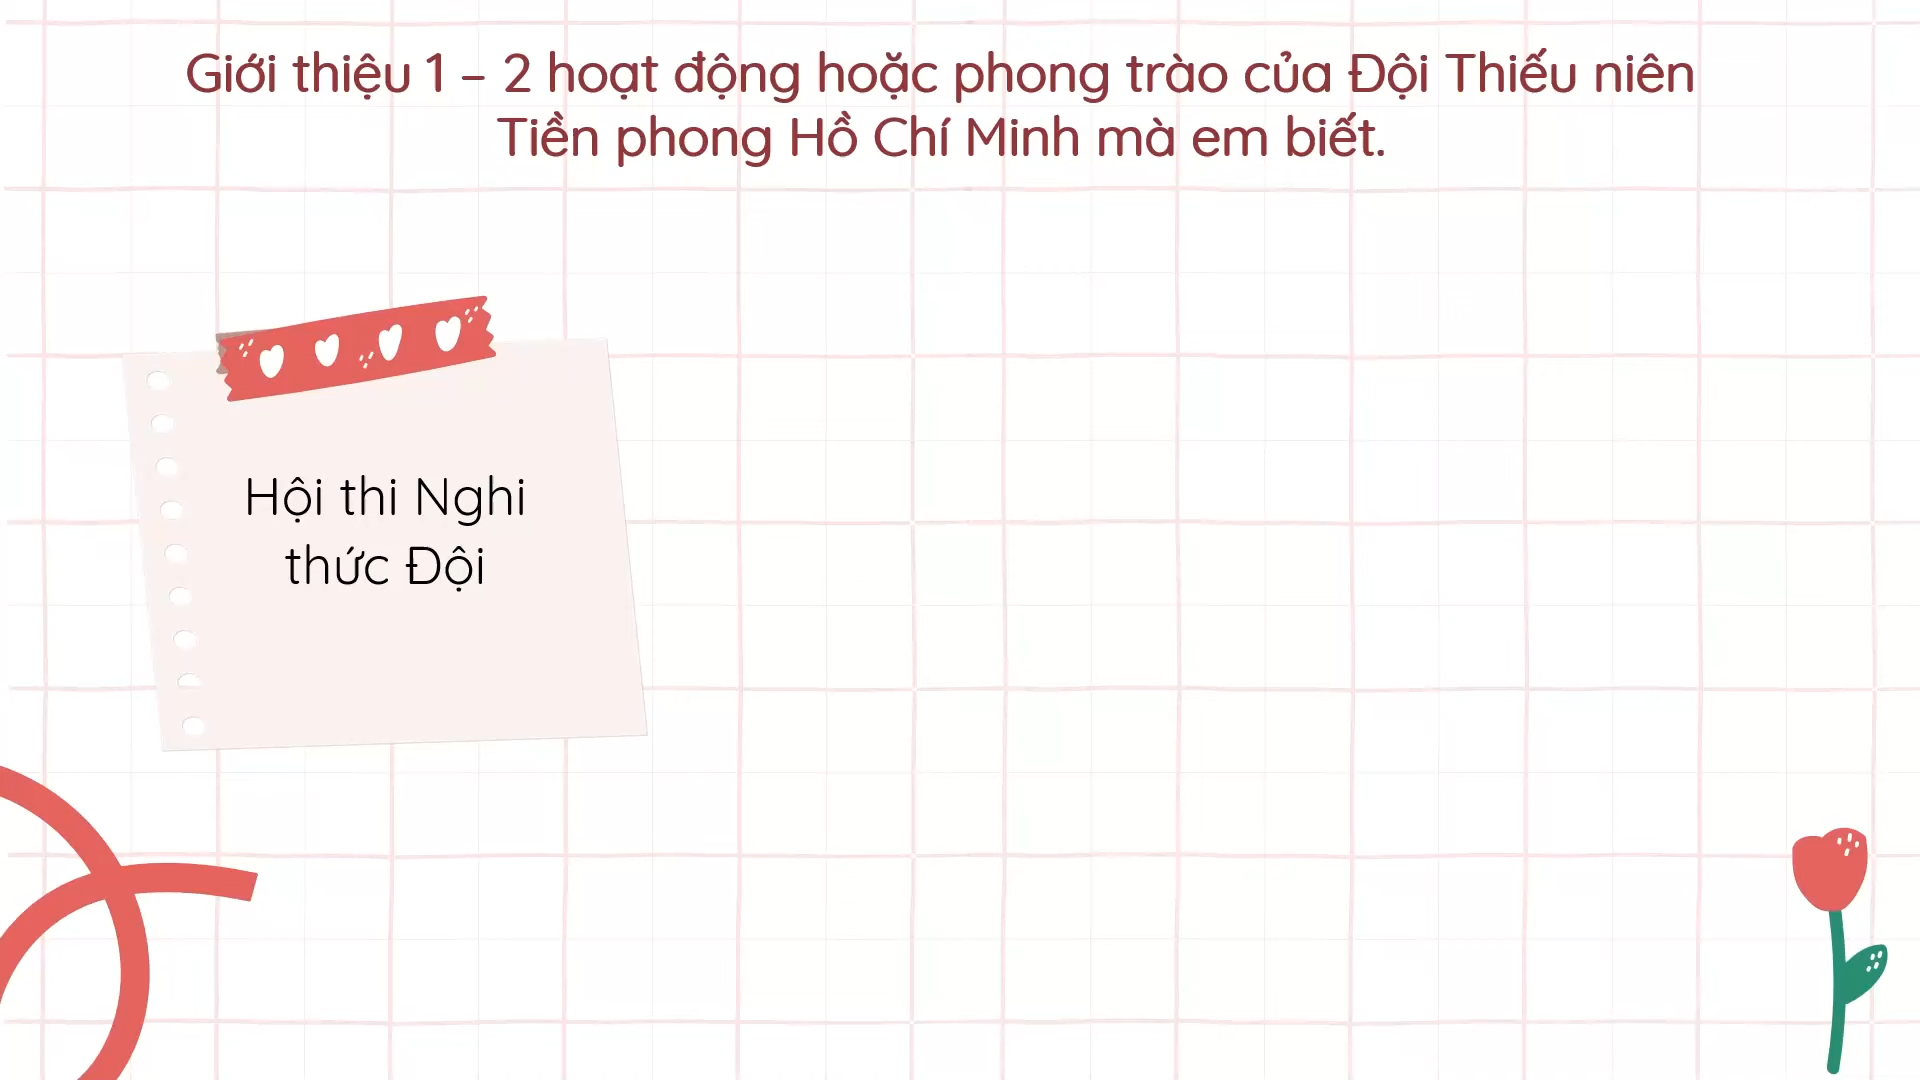 Giới thiệu 1 – 2 hoạt động hoặc phong trào của Đội Thiếu niên
Tiền phong Hồ Chí Minh mà em biết.
Hội thi Nghi
thức Đội